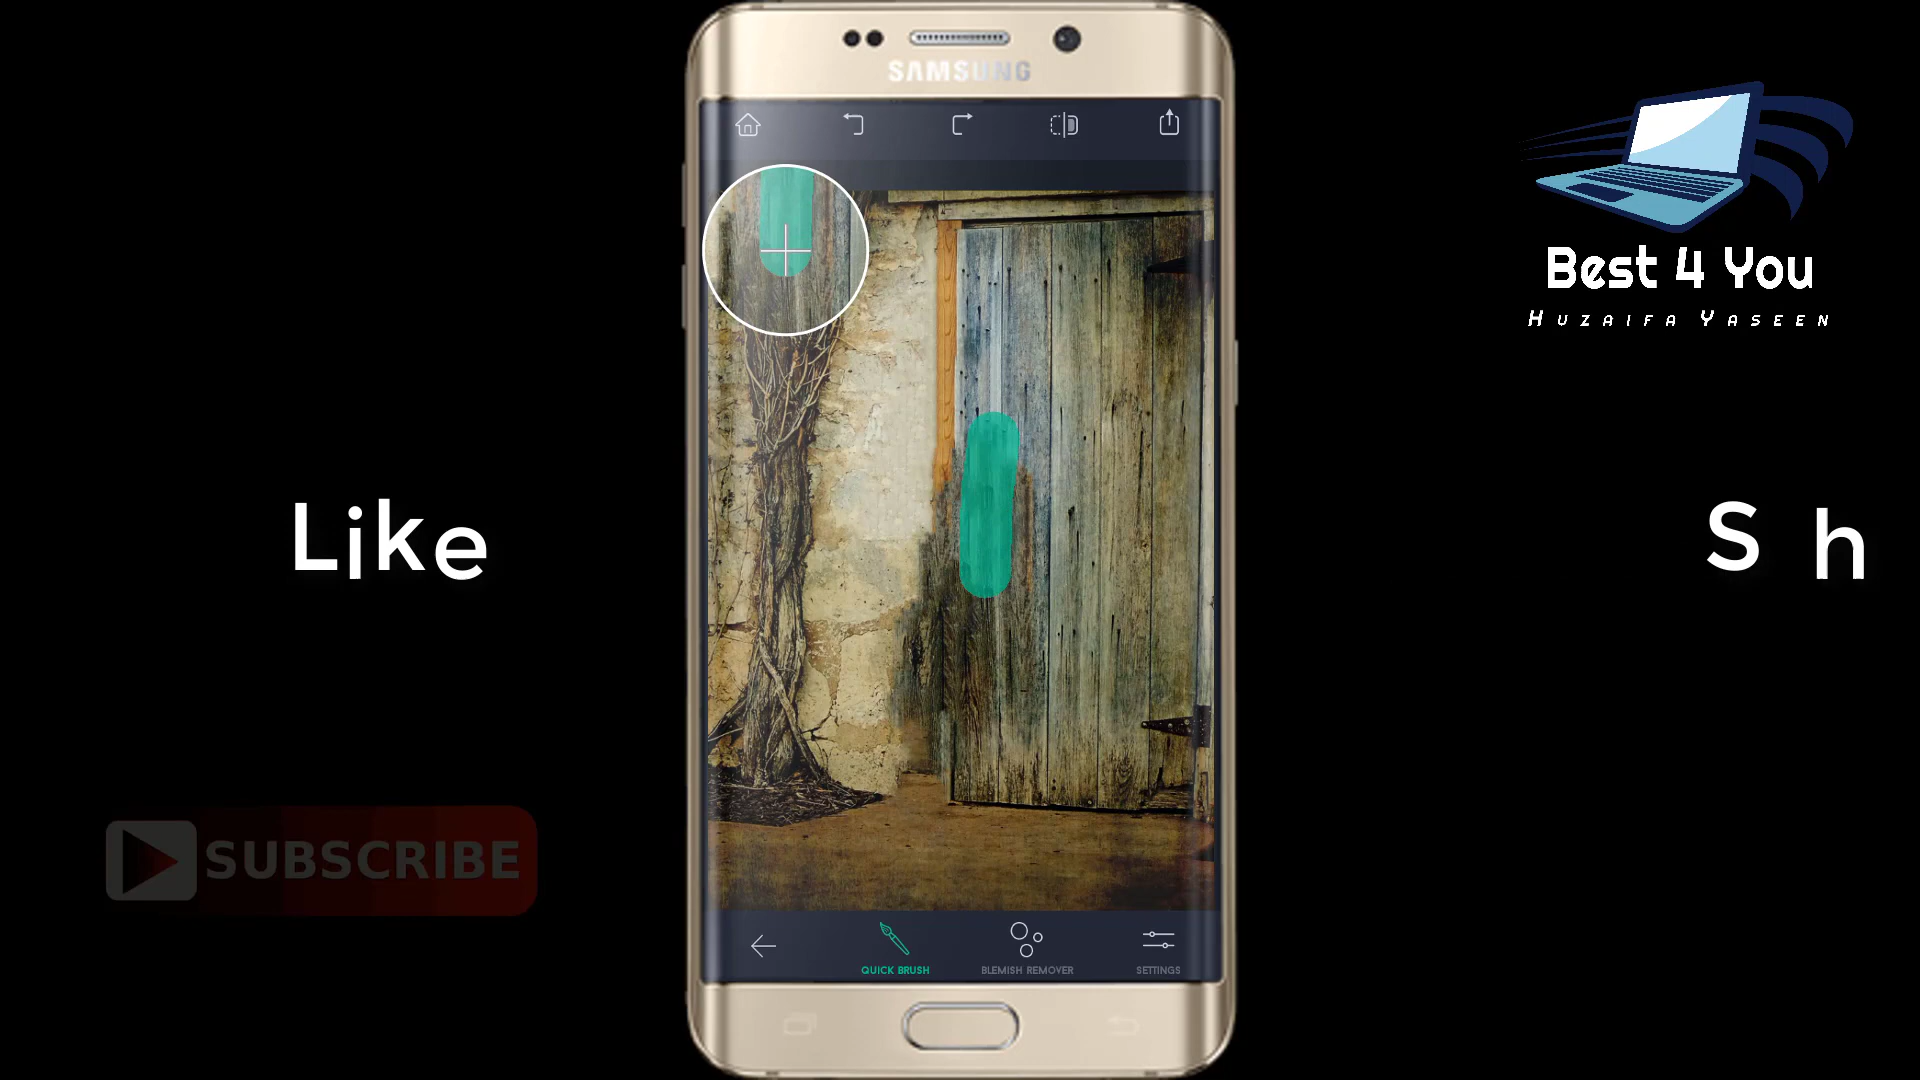 SAMSUNG
Best 4 You
Huzaifa Yaseen
Like
S h
SUBSCRIBE
QUICK BRUSH
BLEMISH REMOVER
SETTINGS